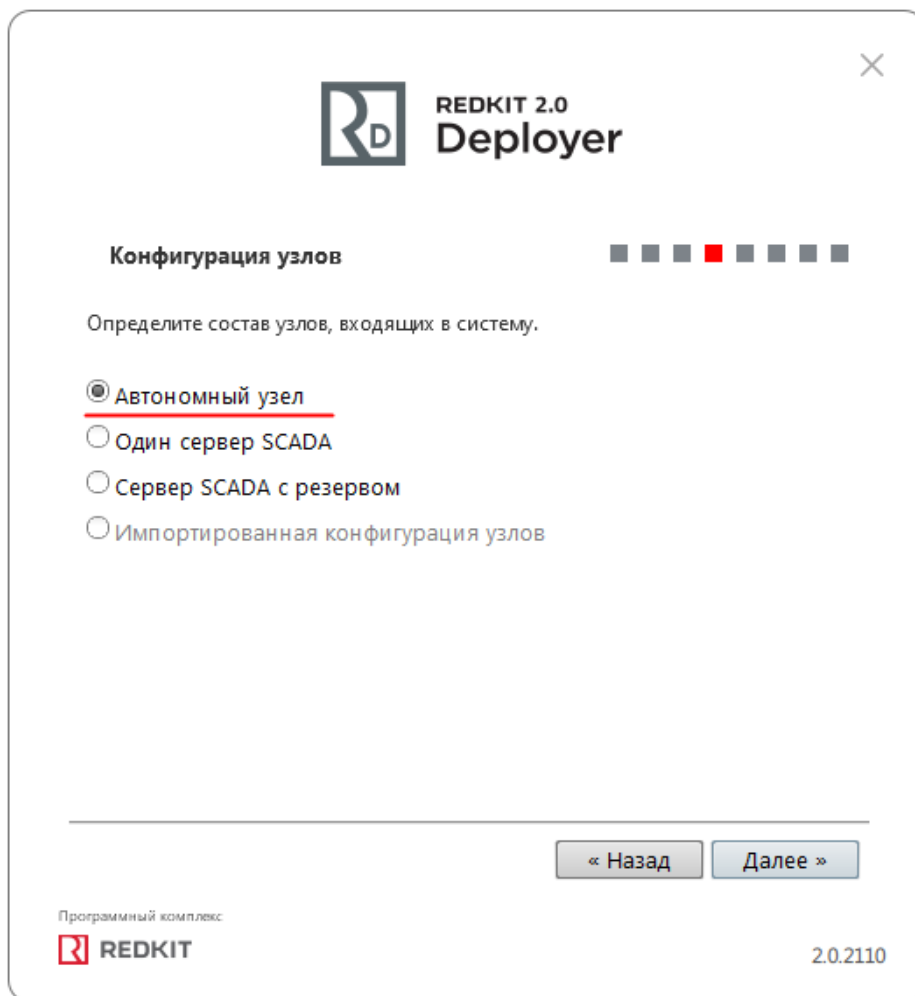 REDKIT 2.0
Deployer
Конфигурация узлов
Определите состав узлов, входящих в систему.
Автономный узел
Один сервер SCADA
Сервер SCADA с резервом
Импортированная конфигурация узлов
« Назад
Далее »
Программный комплекс
REDKIT
2.0.2110